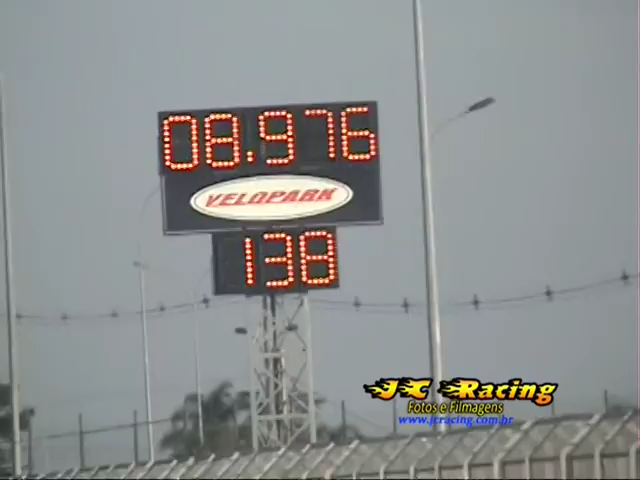 08.976
VELOPARK
138
JC Racing
Fotos e Filmagens
www.jcracing.com.br